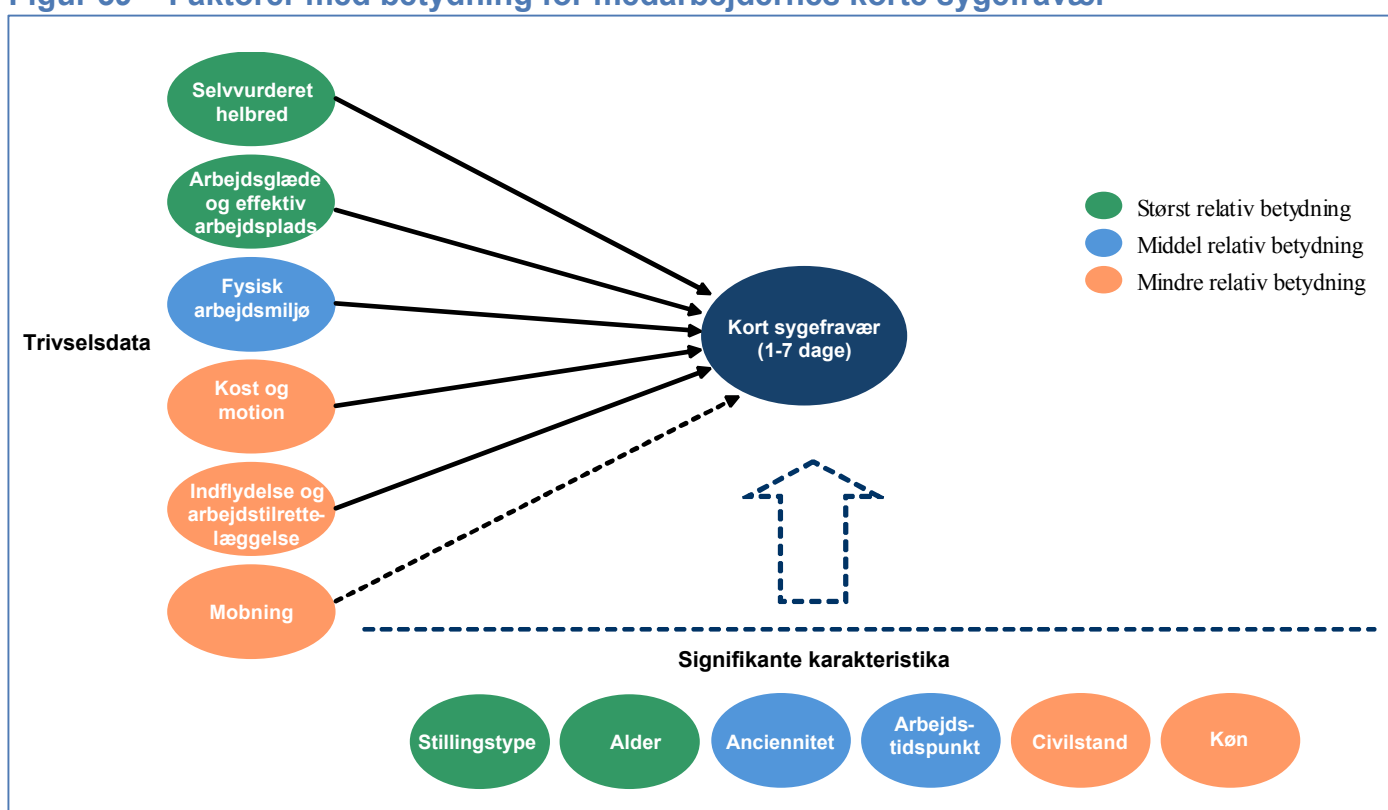 Selvvurderet
helbred
Arbejdsglæde
og effektiv
arbejdsplads
Fysisk
arbejdsmiljø
Trivselsdata
Kost og
motion
Indflydelse og
arbejdstilrette-
læggelse
Mobning
Kort sygefravær
(1-7 dage)
Størst relativ betydning
Middel relativ betydning
Mindre relativ betydning
Signifikante karakteristika
Stillingstype
Alder
Anciennitet
Arbejds-
tidspunkt
Civilstand
Køn